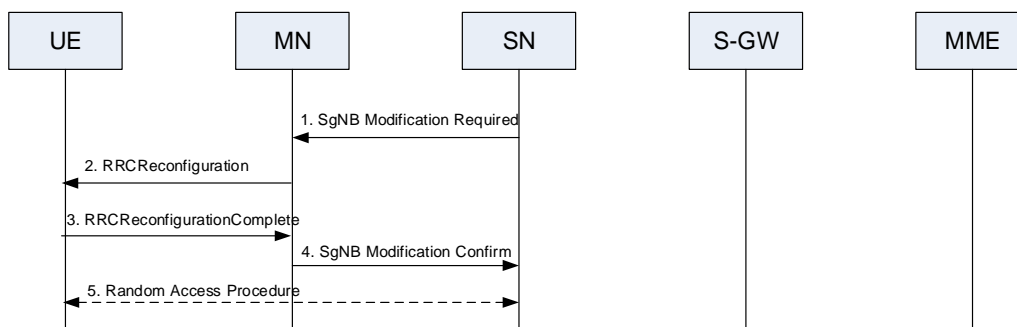 UE
MN
SN
S-GW
MME
1. SgNB Modification Required
2. RRCReconfiguration
3. RRCReconfigurationComplete
4. SgNB Modification Confirm
5. Random Access Procedure